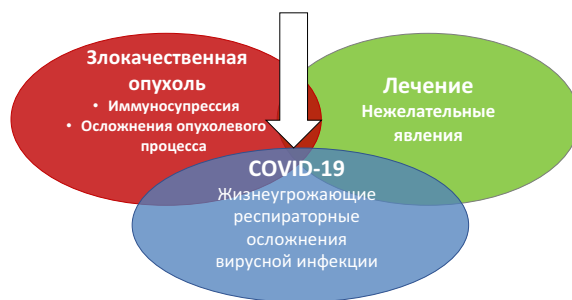 Злокачественная
опухоль
• Иммуносупрессия
• Осложнения опухолевого
процесса
Лечение
Нежелательные
явления
COVID-19
Жизнеугрожающие
респираторные
осложнения
вирусной инфекции